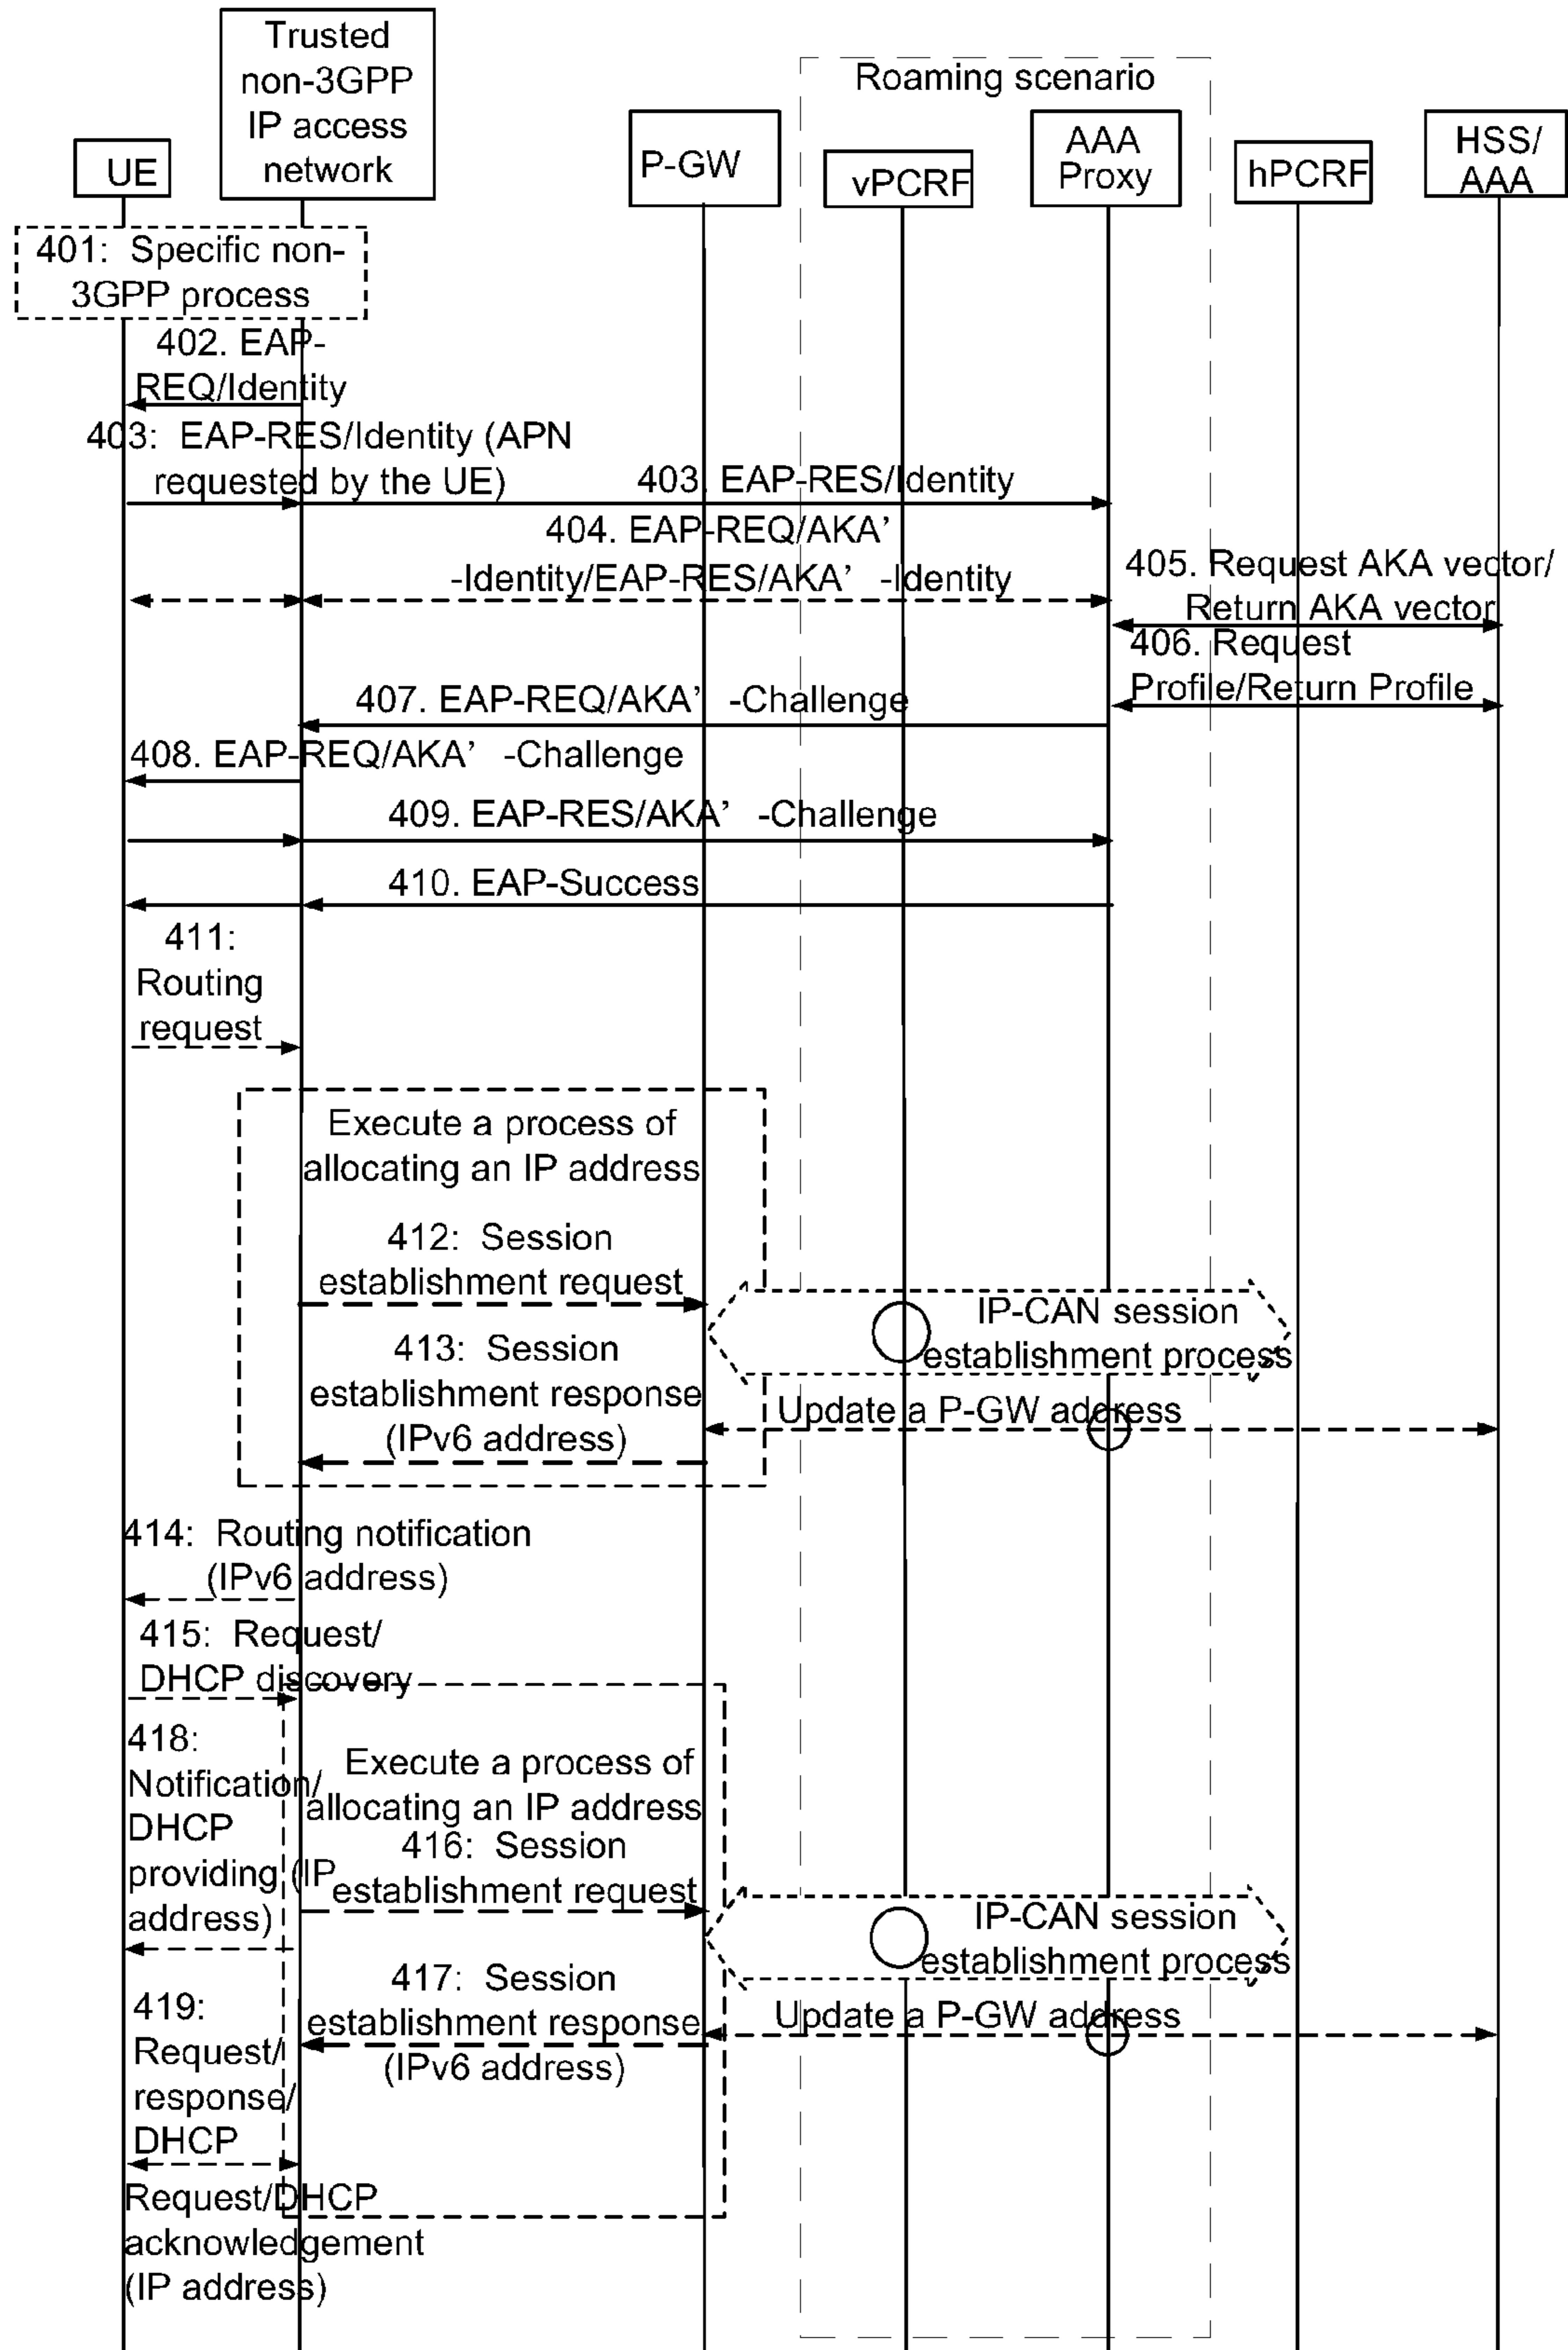 Trusted
non-3GPP
IP access
network
Roaming scenario
UE
P-GW
vPCRF
AAA
Proxy
hPCRF
HSS/
AAA
401: Specific non-
3GPP process
402. EAP-
REQ/Identity
403: EAP-RES/Identity (APN
requested by the UE)
403. EAP-RES/Identity
404. EAP-REQ/AKA’
-Identity/EAP-RES/AKA’ -Identity
405. Request AKA vector/
Return AKA vector
406. Request
Profile/Return Profile
407. EAP-REQ/AKA’ -Challenge
408. EAP-REQ/AKA’ -Challenge
409. EAP-RES/AKA’ -Challenge
410. EAP-Success
411:
Routing
request
Execute a process of
allocating an IP address
412: Session
establishment request
IP-CAN session
establishment process
413: Session
establishment response
(IPv6 address)
Update a P-GW address
414: Routing notification
(IPv6 address)
415: Request/
DHCP discovery
418:
Notification/
DHCP
providing (IP
address)
Execute a process of
allocating an IP address
416: Session
establishment request
IP-CAN session
establishment process
417: Session
establishment response
(IPv6 address)
Update a P-GW address
419:
Request/
response/
DHCP
Request/DHCP
acknowledgement
(IP address)